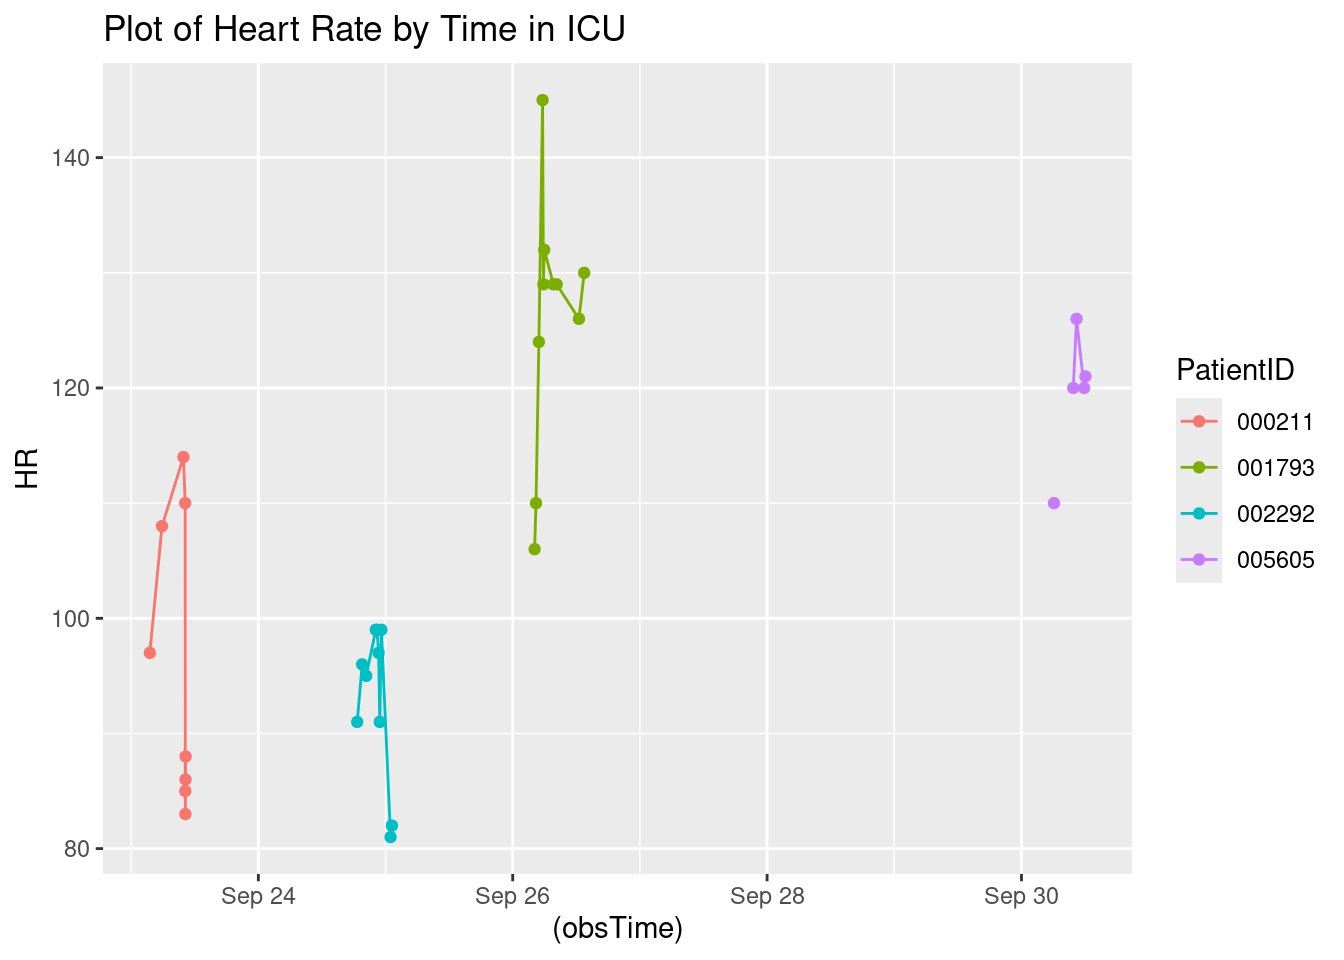 Plot of Heart Rate by Time in ICU
140
120
100
80
HR
Sep 24
Sep 26
Sep 28
Sep 30
(obsTime)
PatientID
000211
001793
002292
005605